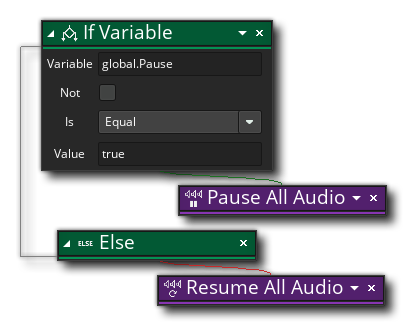 If Variable
Variable global.Pause
Not
Is Equal
Value true
Pause All Audio
ELSE Else
Resume All Audio